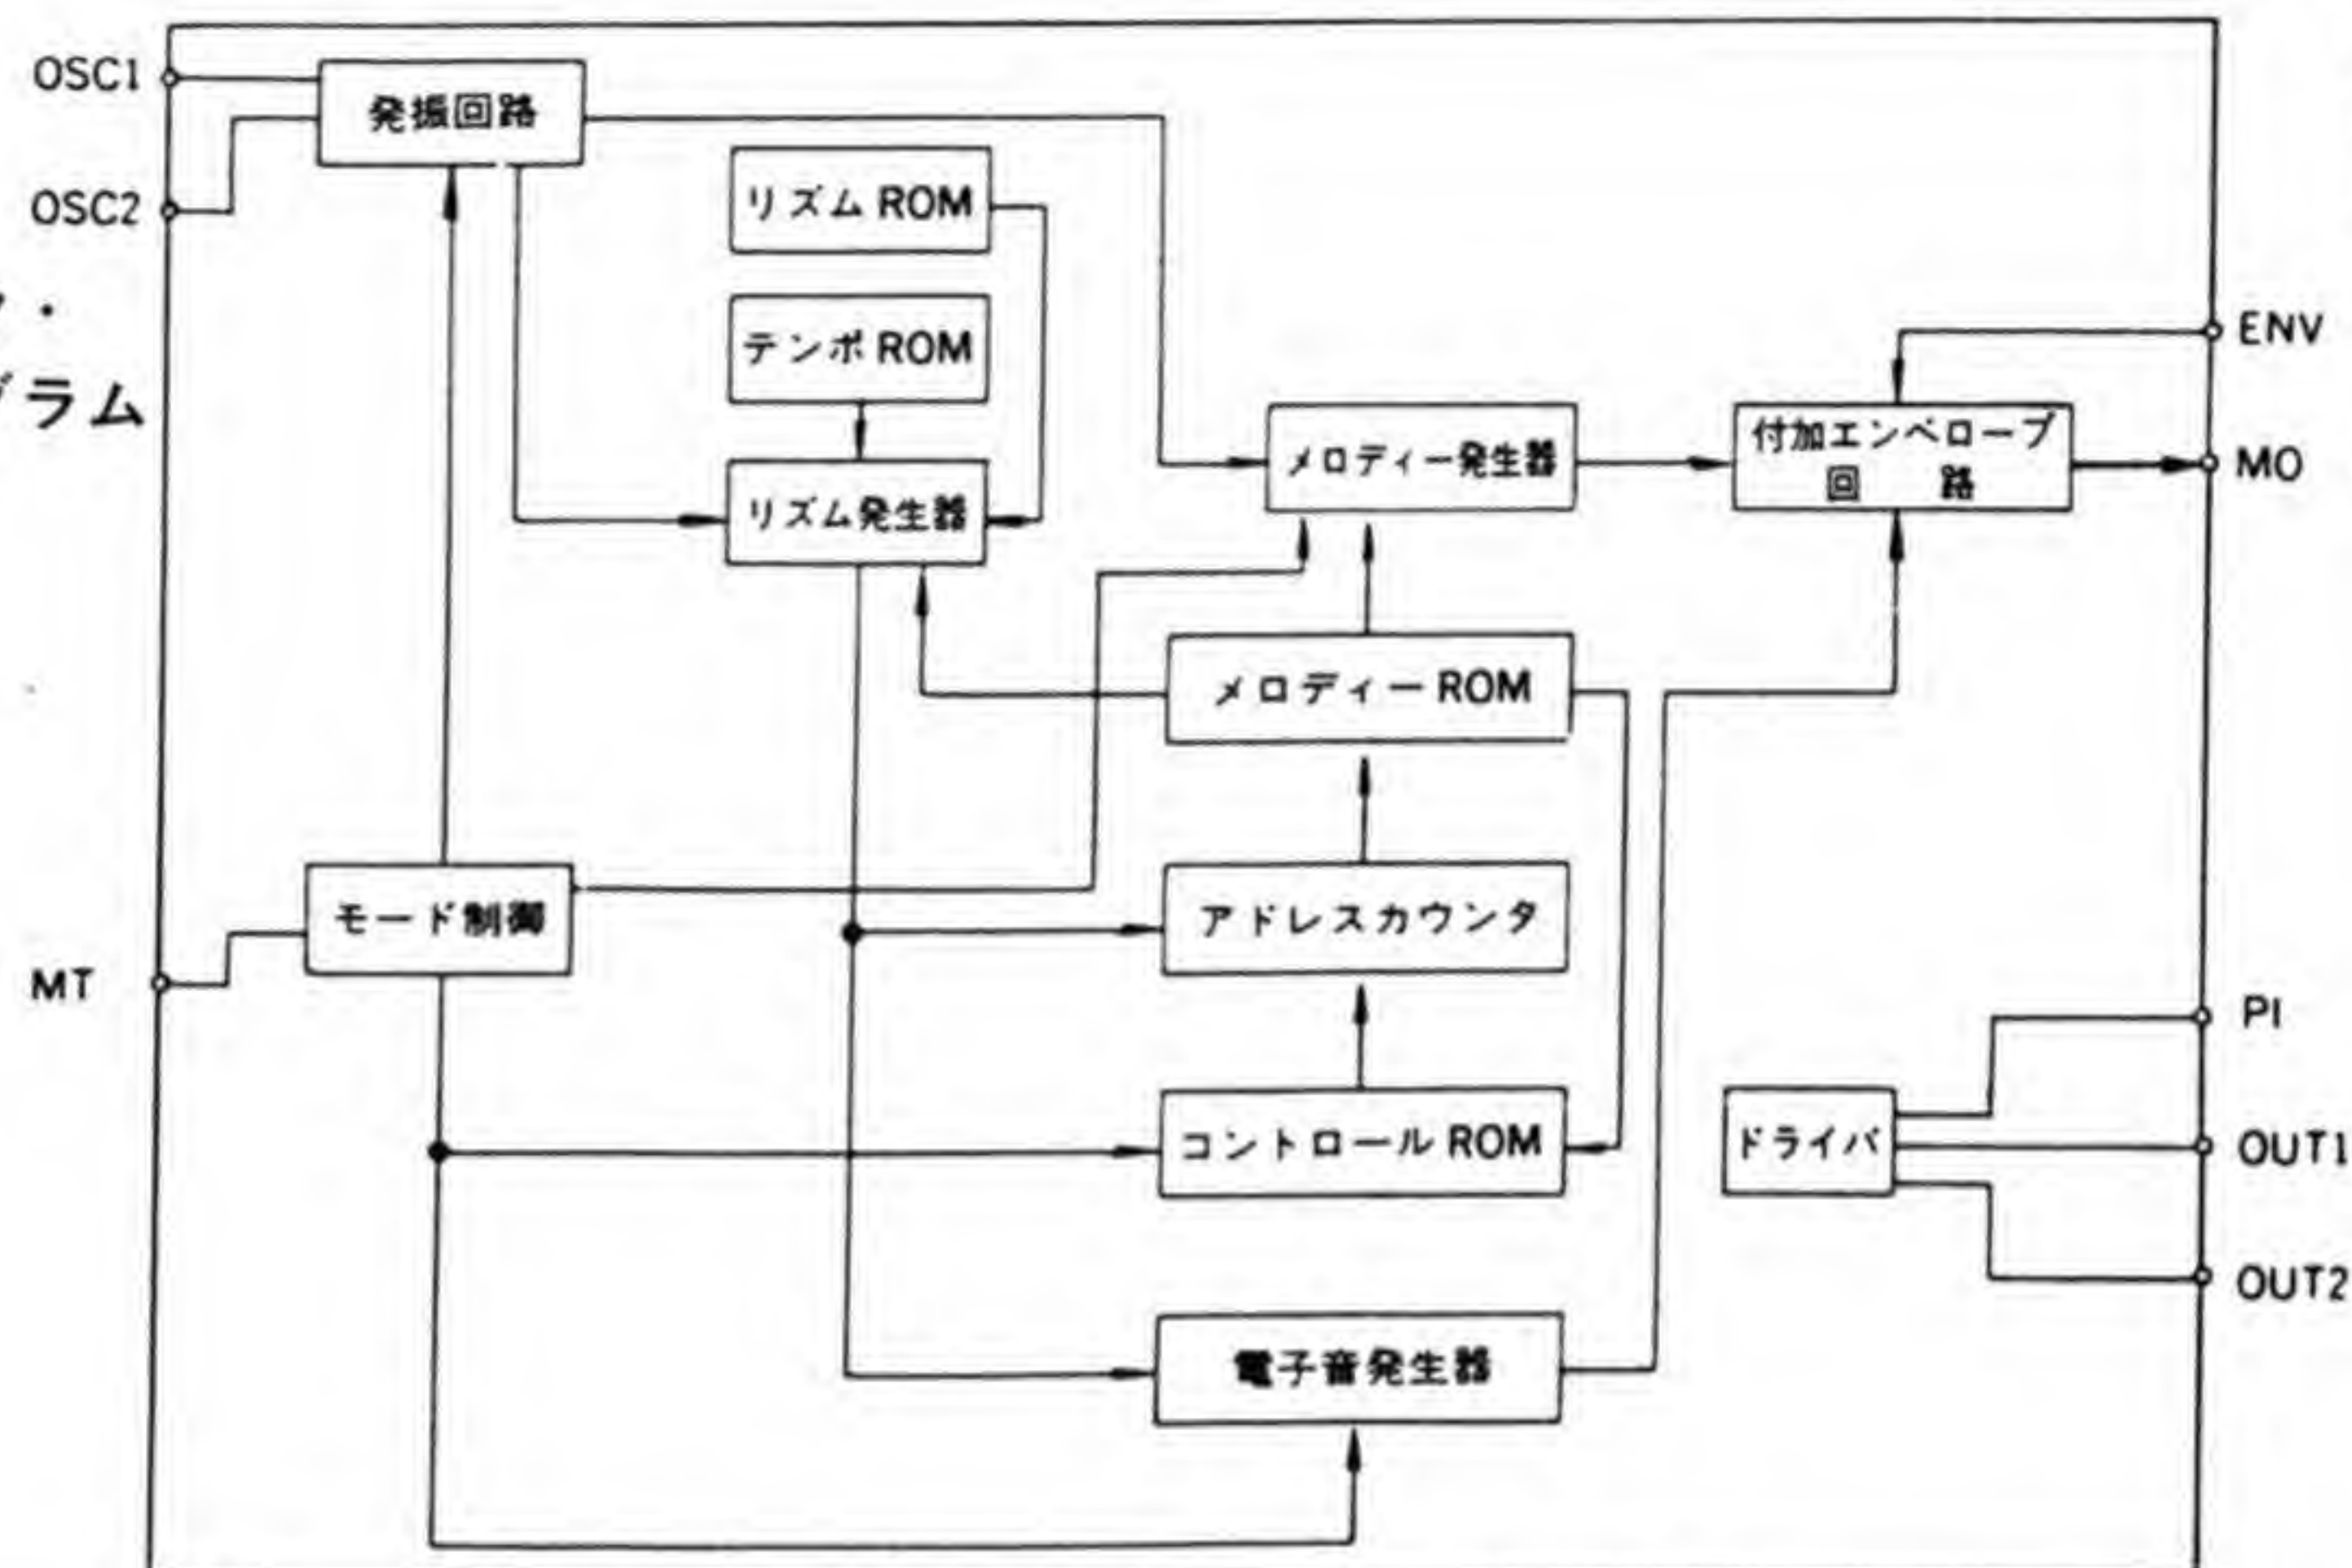 OSC1
発振回路
OSC2
リズム ROM
ラム
テンポ ROM
ENV
メロディー発生器
付加エンベロープ
回 路
MO
リズム発生器
メロディー ROM
モード制御
アドレスカウンタ
MT
PI
コントロール ROM
ドライバ
OUT1
OUT2
電子音発生器